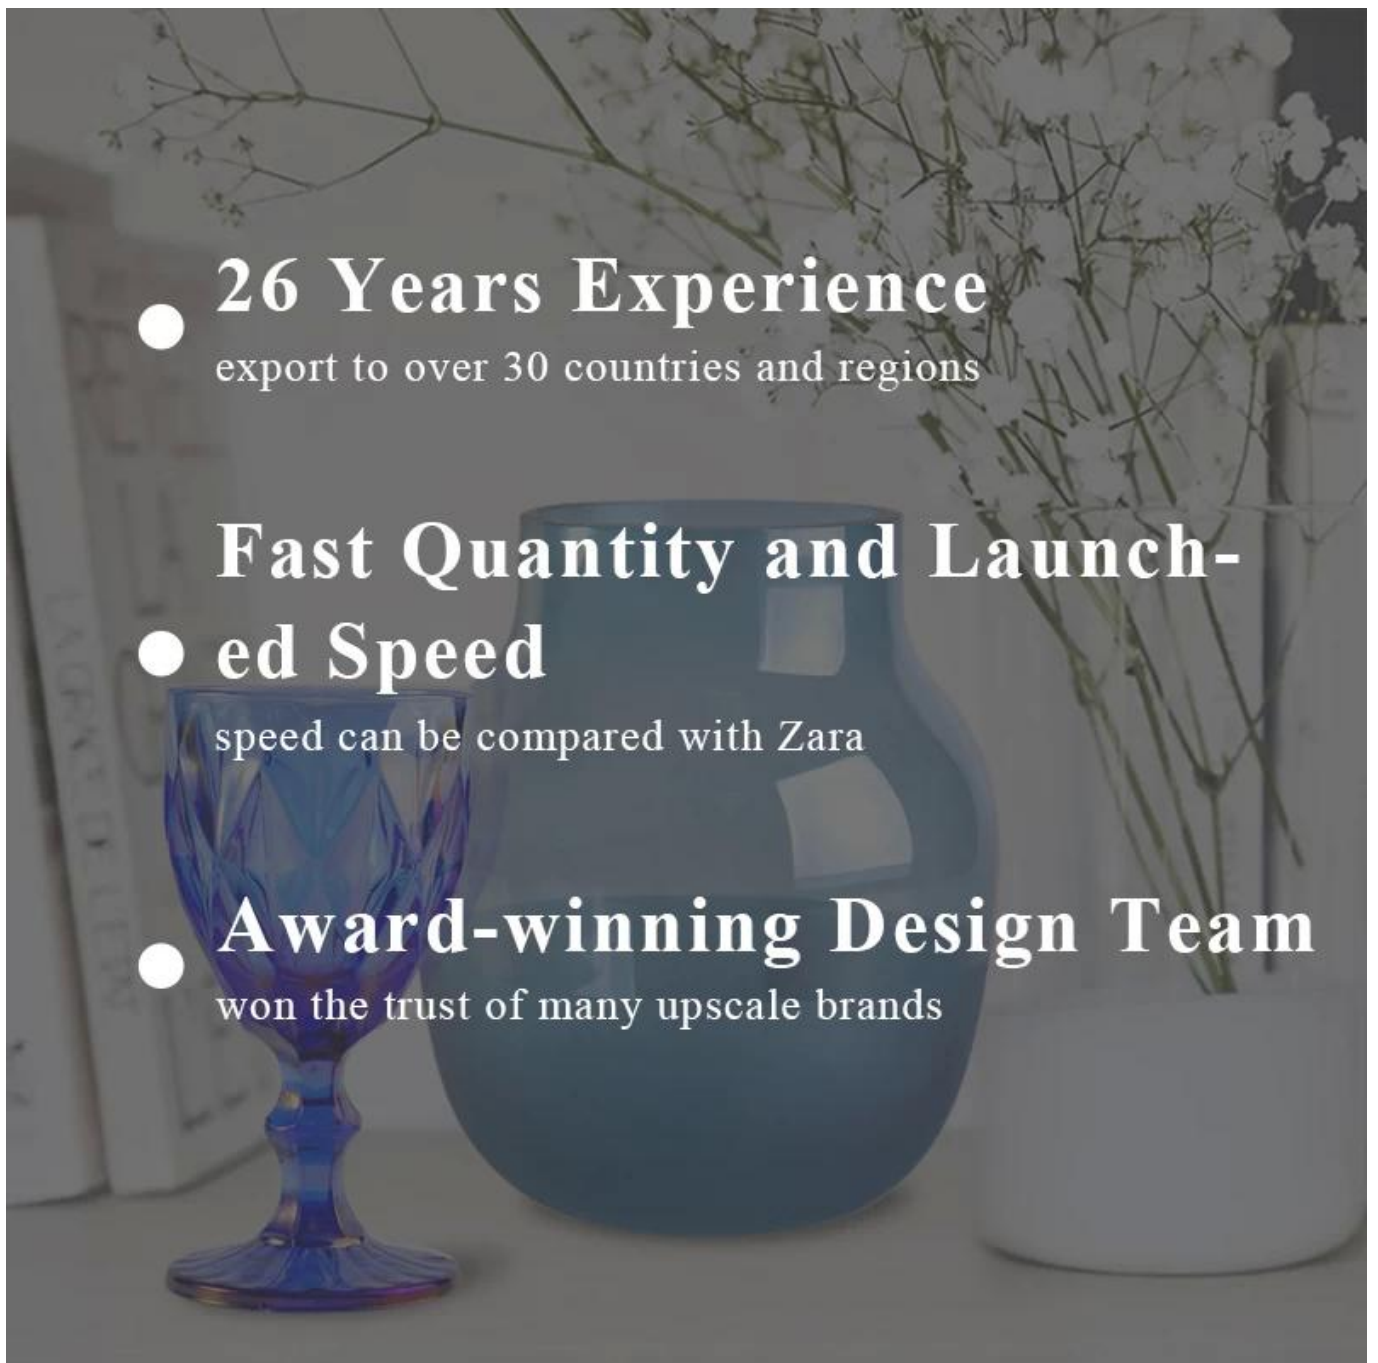 26 Years Experience
export to over 30 countries and regions
Fast Quantity and Launch-
ed Speed
speed can be compared with Zara
Award-winning Design Team
won the trust of many upscale brands